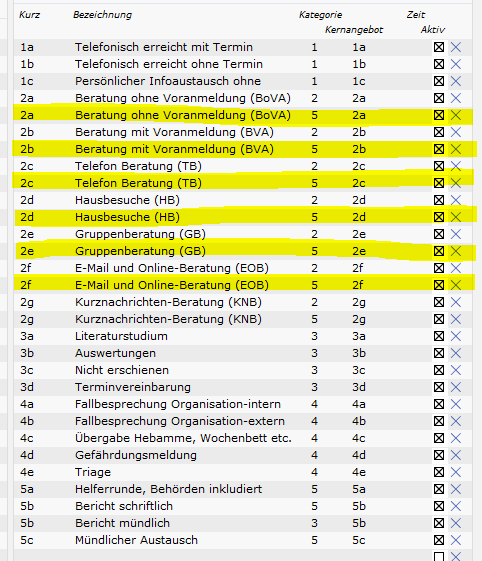 Kurz Bezeichnung Kategorie Zeit
Kernangebot Aktiv
1a Telefonisch erreicht mit Termin 1 1a
1b Telefonisch erreicht ohne Termin 1 1b
1c Persönlicher Infoaustausch ohne 1 1c
2a Beratung ohne Voranmeldung (BoVA) 2 2a
2a Beratung ohne Voranmeldung (BoVA) 5 2a
2b Beratung mit Voranmeldung (BVA) 2 2b
2b Beratung mit Voranmeldung (BVA) 5 2b
2c Telefon Beratung (TB) 2 2c
2c Telefon Beratung (TB) 5 2c
2d Hausbesuche (HB) 2 2d
2d Hausbesuche (HB) 5 2d
2e Gruppenberatung (GB) 2 2e
2e Gruppenberatung (GB) 5 2e
2f E-Mail und Online-Beratung (EOB) 2 2f
2f E-Mail und Online-Beratung (EOB) 5 2f
2g Kurznachrichten-Beratung (KNB) 2 2g
2g Kurznachrichten-Beratung (KNB) 5 2g
3a Literaturstudium 3 3a
3b Auswertungen 3 3b
3c Nicht erschienen 3 3c
3d Terminvereinbarung 3 3d
4a Fallbesprechung Organisation-intern 4 4a
4b Fallbesprechung Organisation-extern 4 4b
4c Übergabe Hebamme, Wochenbett etc. 4 4c
4d Gefährdungsmeldung 4 4d
4e Triage 4 4e
5a Helferrunde, Behörden inkludiert 5 5a
5b Bericht schriftlich 5 5b
5b Bericht mündlich 3 5b
5c Mündlicher Austausch 5 5c